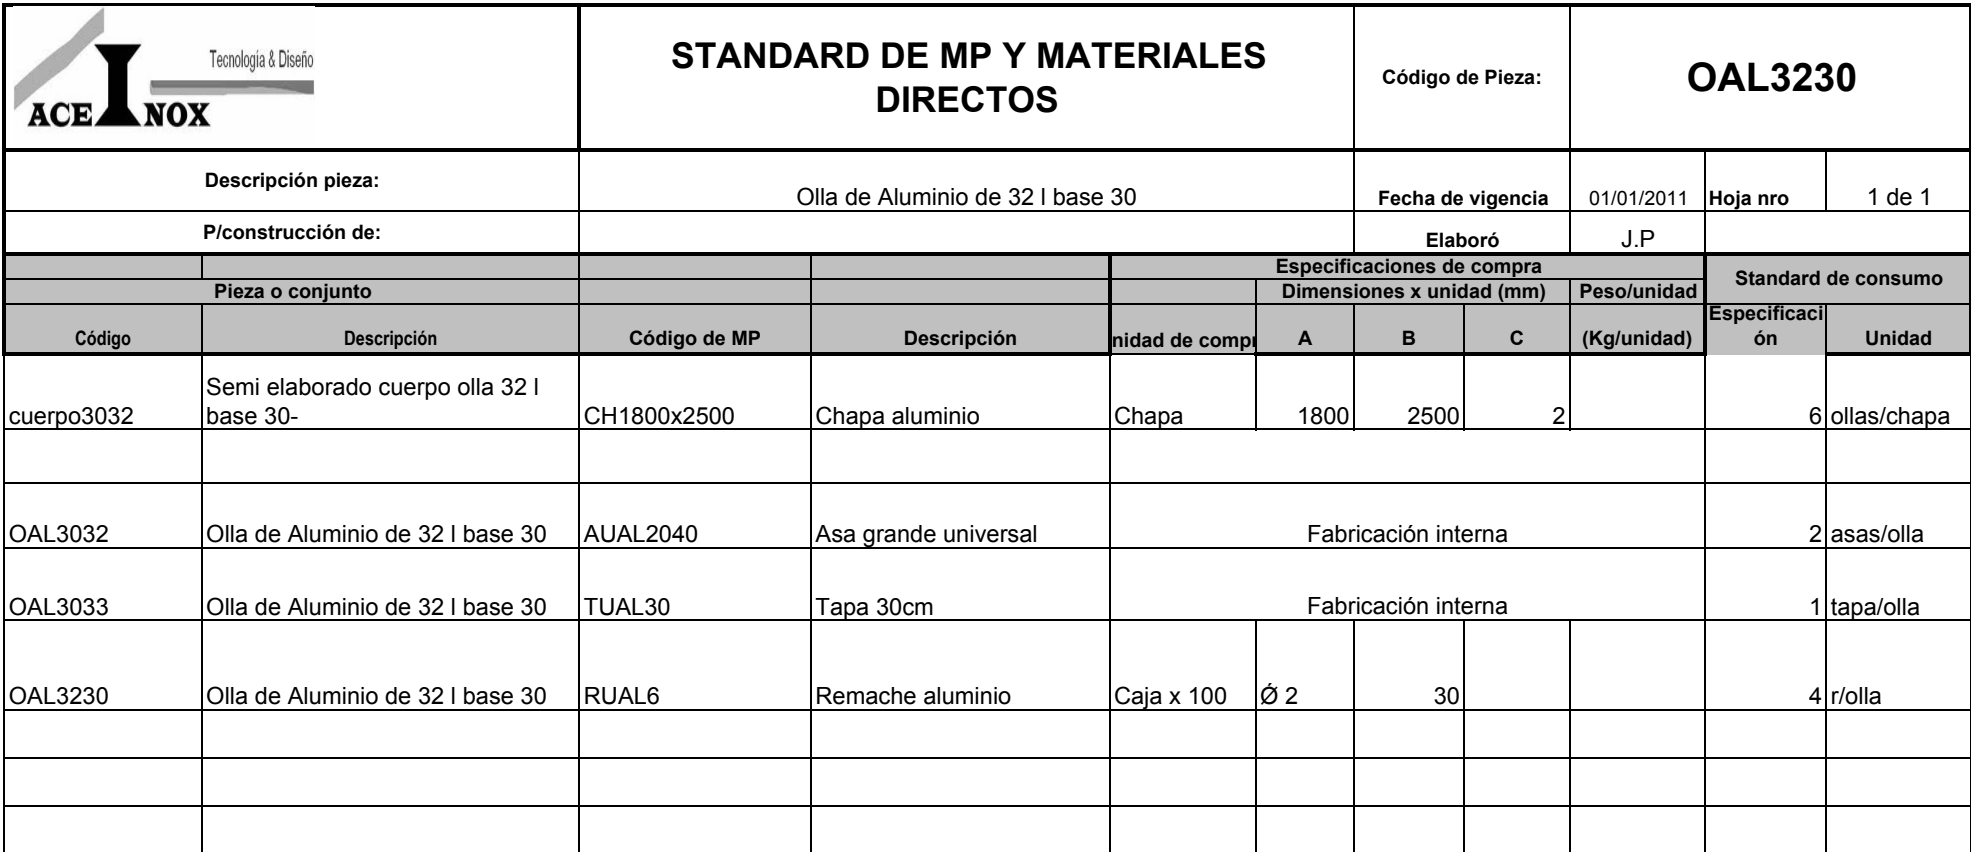 Tecnología & Diseño
ACE NOX
STANDARD DE MP Y MATERIALES
DIRECTOS
Código de Pieza:
OAL3230
Descripción pieza:
Olla de Aluminio de 32 l base 30
Fecha de vigencia
01/01/2011
Hoja nro
1 de 1
P/construcción de:
Elaboró
J.P
Especificaciones de compra
Standard de consumo
Pieza o conjunto
Dimensiones x unidad (mm)
Peso/unidad
Código
Descripción
Código de MP
Descripción
nidad de compr
A
B
C
(Kg/unidad)
Especificaci
ón
Unidad
cuerpo3032
Semi elaborado cuerpo olla 32 l
base 30-
CH1800x2500
Chapa aluminio
Chapa
1800
2500
2
6
ollas/chapa
OAL3032
Olla de Aluminio de 32 l base 30
AUAL2040
Asa grande universal
Fabricación interna
2
asas/olla
OAL3033
Olla de Aluminio de 32 l base 30
TUAL30
Tapa 30cm
Fabricación interna
1
tapa/olla
OAL3230
Olla de Aluminio de 32 l base 30
RUAL6
Remache aluminio
Caja x 100
Ǿ 2
30
4
r/olla